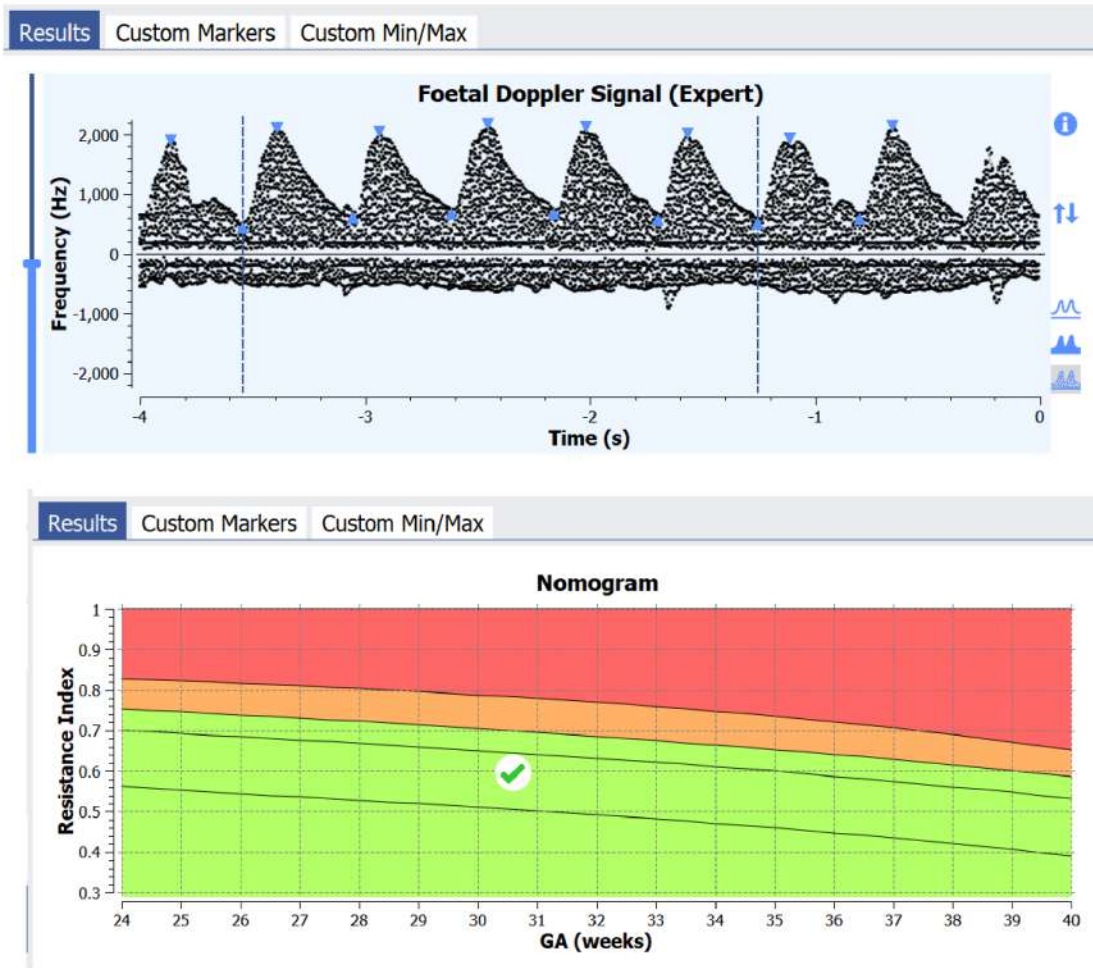 Results Custom Markers Custom Min/Max
Foetal Doppler Signal (Expert)
2,000
1,000
0
-1,000
-2,000
Frequency (Hz)
-4 -3 -2 -1 0
Time (s)
Results Custom Markers Custom Min/Max
Nomogram
1
0.9
0.8
0.7
0.6
0.5
0.4
0.3
Resistance Index
24 25 26 27 28 29 30 31 32 33 34 35 36 37 38 39 40
GA (weeks)